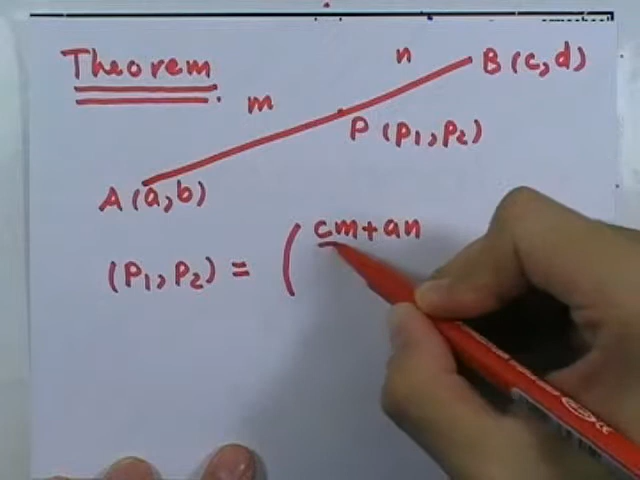 Theorem
n
B (c, d)
m
P (P₁, P₂)
A (a, b)
(P₁, P₂) = ( cm + an